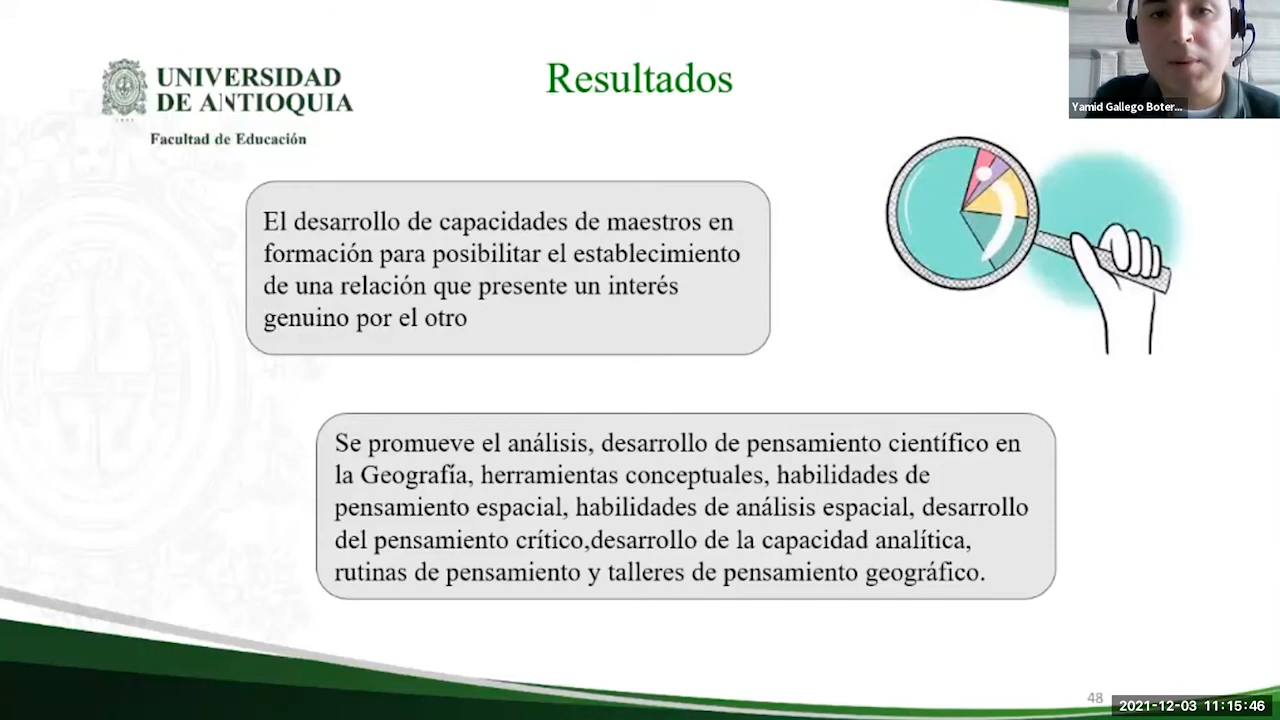 UNIVERSIDAD
DE ANTIOQUIA
Facultad de Educación
Resultados
Yamid Gallego Boter...
El desarrollo de capacidades de maestros en
formación para posibilitar el establecimiento
de una relación que presente un interés
genuino por el otro
Se promueve el análisis, desarrollo de pensamiento científico en
la Geografía, herramientas conceptuales, habilidades de
pensamiento espacial, habilidades de análisis espacial, desarrollo
del pensamiento crítico,desarrollo de la capacidad analítica,
rutinas de pensamiento y talleres de pensamiento geográfico.
48
2021-12-03 11:15:46